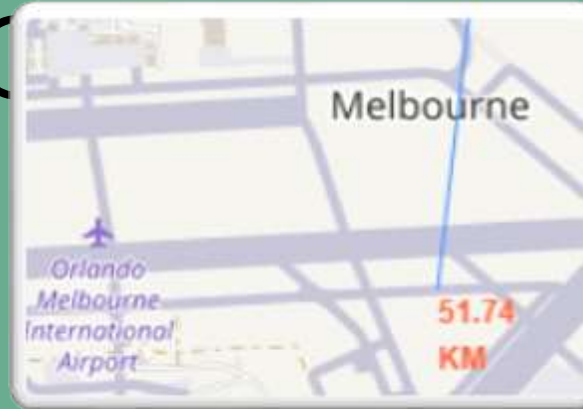 Melbourne
Orlando
Melbourne
International
Airport
51.74
KM